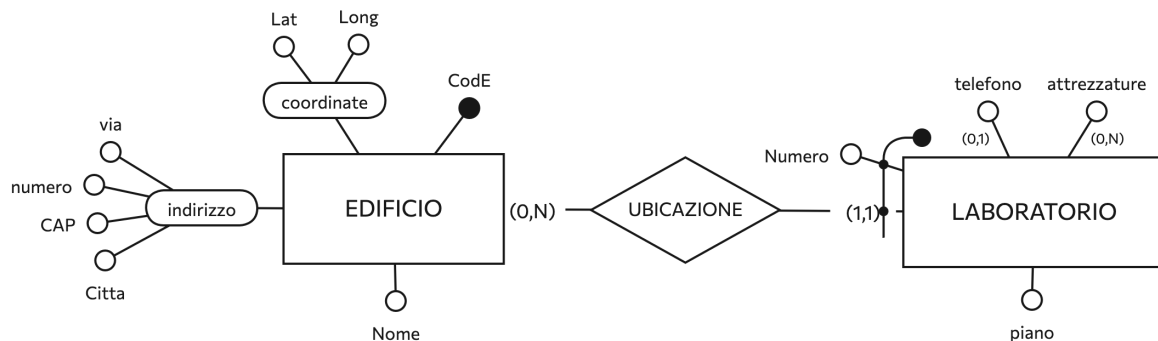 Lat
Long
coordinate
CodE
via
numero
CAP
Citta
indirizzo
EDIFICIO
Nome
(0,N)
UBICAZIONE
(1,1)
Numero
telefono
(0,1)
attrezzature
(0,N)
LABORATORIO
piano